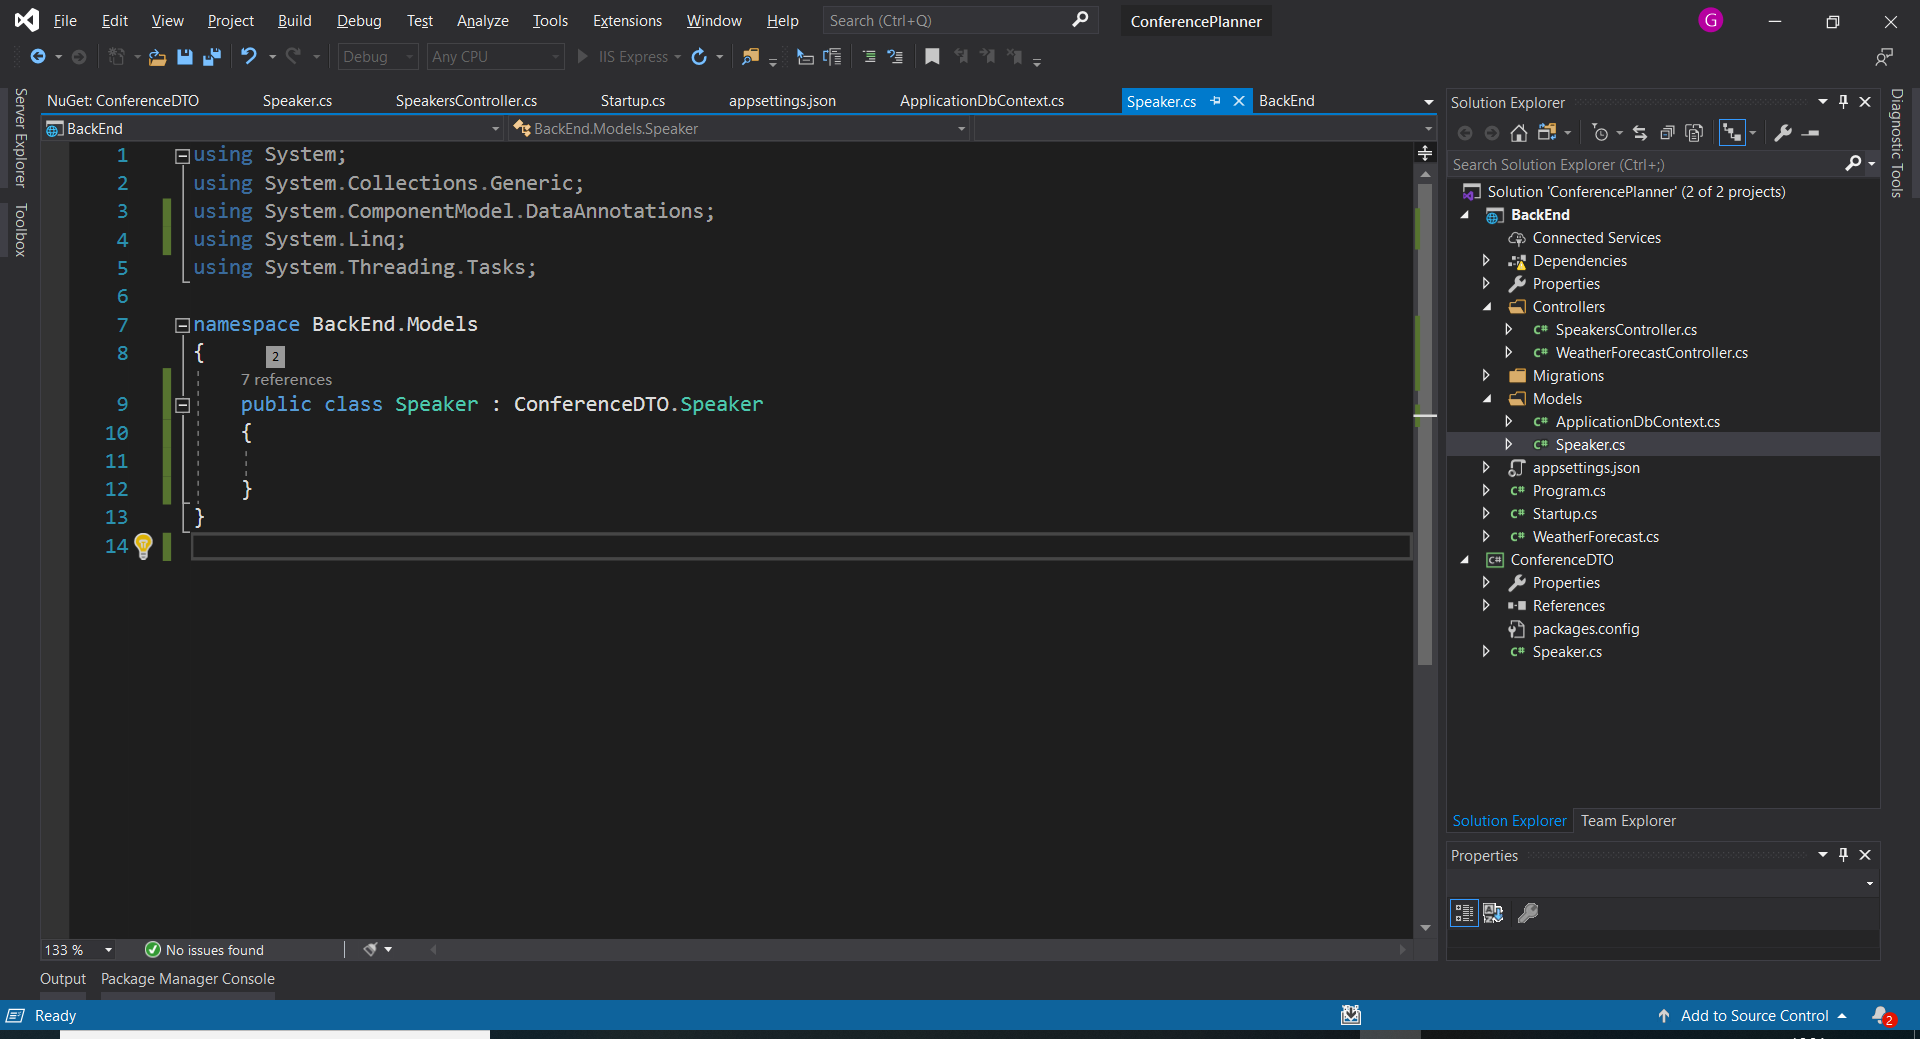 File Edit View Project Build Debug Test Analyze Tools Extensions Window Help Search (Ctrl+Q) ConferencePlanner G
Debug Any CPU IIS Express
Server Explorer
Toolbox
NuGet: ConferenceDTO Speaker.cs SpeakersController.cs Startup.cs appsettings.json ApplicationDbContext.cs Speaker.cs BackEnd
BackEnd BackEnd.Models.Speaker
1 using System;
2 using System.Collections.Generic;
3 using System.ComponentModel.DataAnnotations;
4 using System.Linq;
5 using System.Threading.Tasks;
6
7 namespace BackEnd.Models
8 {
2
7 references
9 public class Speaker : ConferenceDTO.Speaker
10 {
11
12 }
13 }
14
133 % No issues found
Output Package Manager Console
Solution Explorer
Search Solution Explorer (Ctrl+;)
Solution 'ConferencePlanner' (2 of 2 projects)
BackEnd
Connected Services
Dependencies
Properties
Controllers
C# SpeakersController.cs
C# WeatherForecastController.cs
Migrations
Models
C# ApplicationDbContext.cs
C# Speaker.cs
appsettings.json
C# Program.cs
C# Startup.cs
C# WeatherForecast.cs
C# ConferenceDTO
Properties
References
packages.config
C# Speaker.cs
Solution Explorer Team Explorer
Properties
Diagnostic Tools
Ready Add to Source Control 2